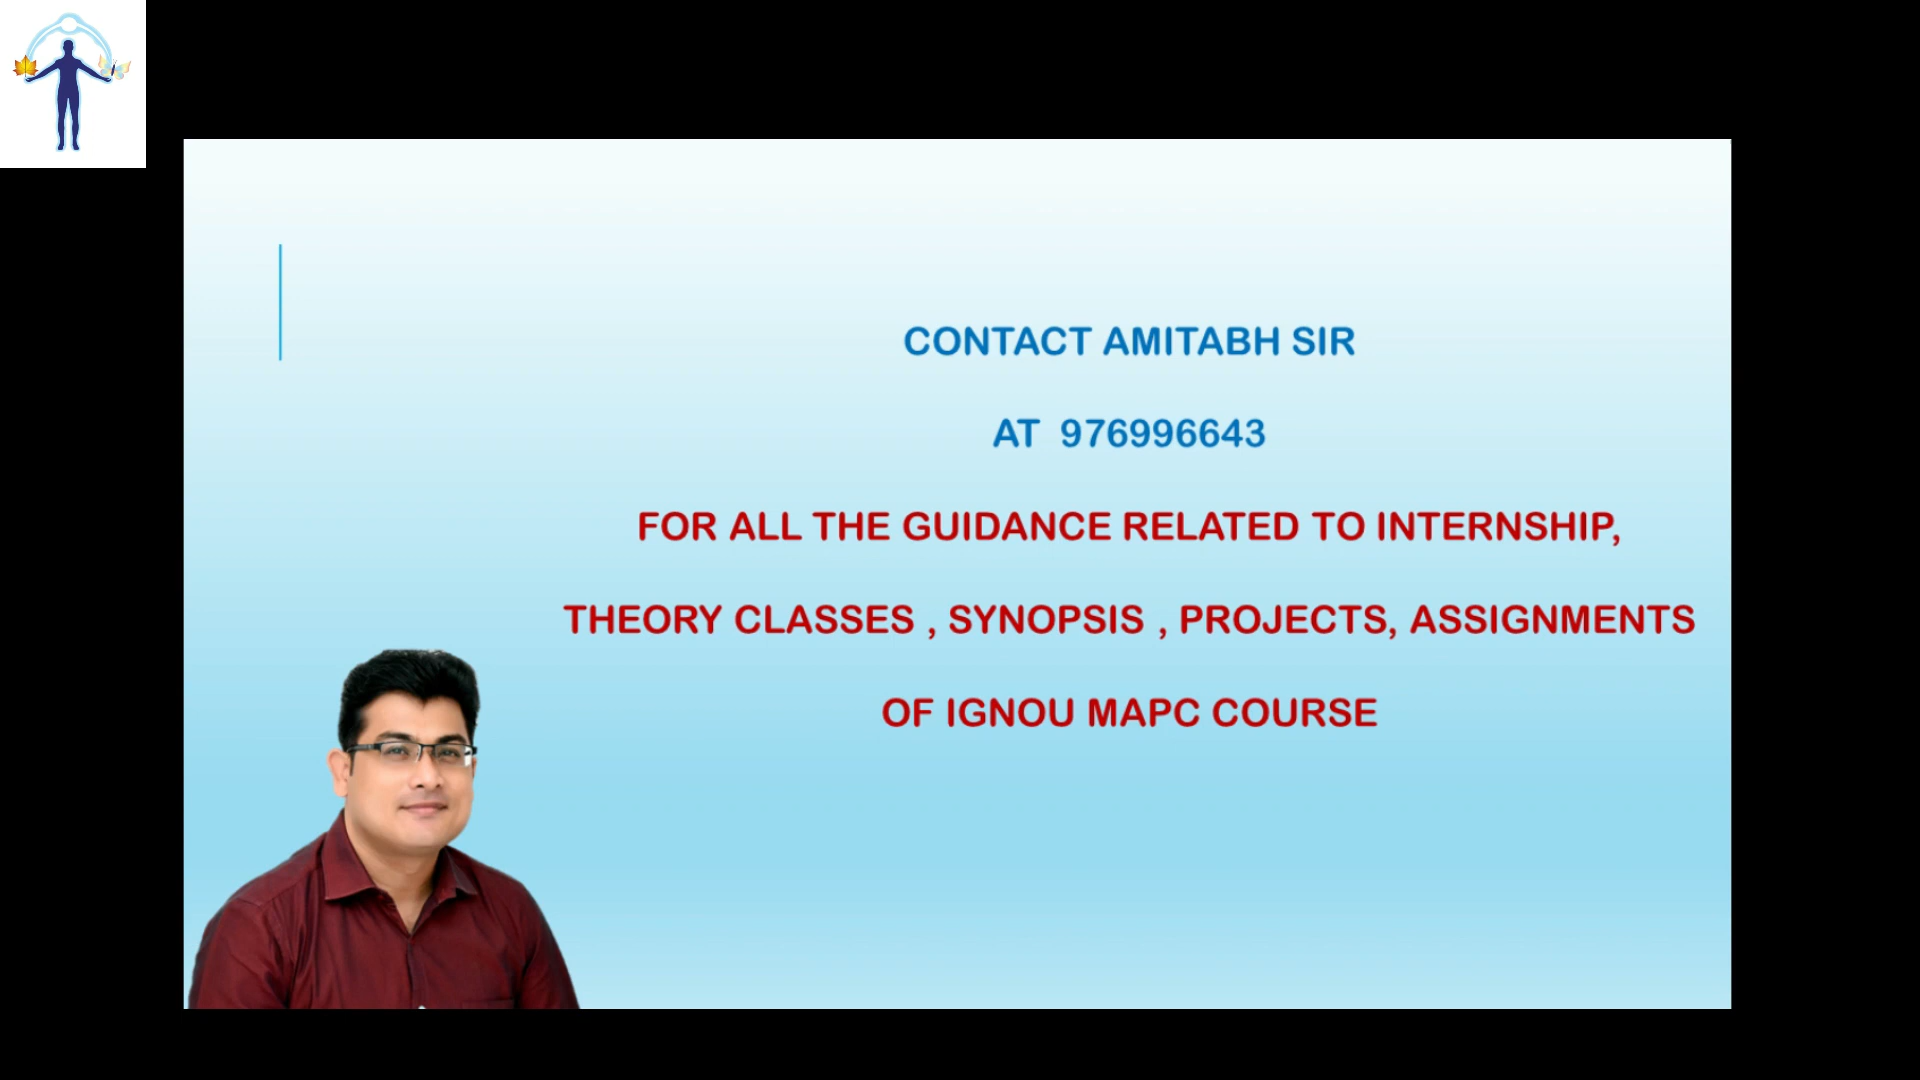 CONTACT AMITABH SIR
AT 976996643
FOR ALL THE GUIDANCE RELATED TO INTERNSHIP,
THEORY CLASSES , SYNOPSIS , PROJECTS, ASSIGNMENTS
OF IGNOU MAPC COURSE